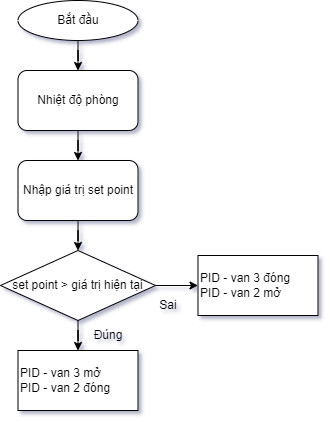 Bắt đầu
Nhiệt độ phòng
Nhập giá trị set point
set point > giá trị hiện tại
Sai
PID - van 3 đóng
PID - van 2 mở
Đúng
PID - van 3 mở
PID - van 2 đóng